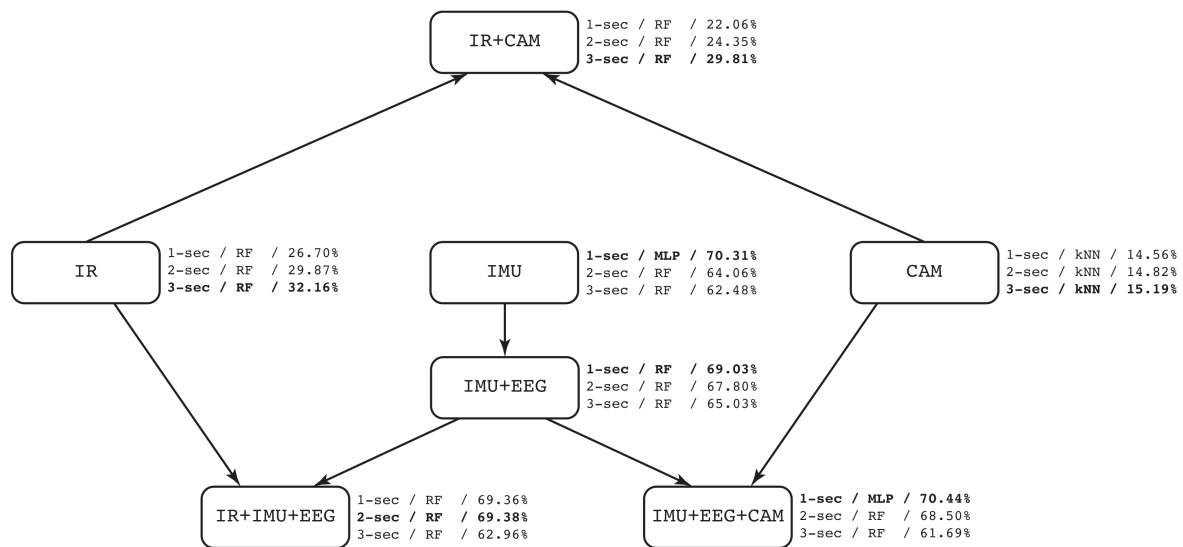 IR+CAM
1-sec / RF / 22.06%
2-sec / RF / 24.35%
3-sec / RF / 29.81%
IR
1-sec / RF / 26.70%
2-sec / RF / 29.87%
3-sec / RF / 32.16%
IMU
1-sec / MLP / 70.31%
2-sec / RF / 64.06%
3-sec / RF / 62.48%
CAM
1-sec / kNN / 14.56%
2-sec / kNN / 14.82%
3-sec / kNN / 15.19%
IMU+EEG
1-sec / RF / 69.03%
2-sec / RF / 67.80%
3-sec / RF / 65.03%
IR+IMU+EEG
1-sec / RF / 69.36%
2-sec / RF / 69.38%
3-sec / RF / 62.96%
IMU+EEG+CAM
1-sec / MLP / 70.44%
2-sec / RF / 68.50%
3-sec / RF / 61.69%